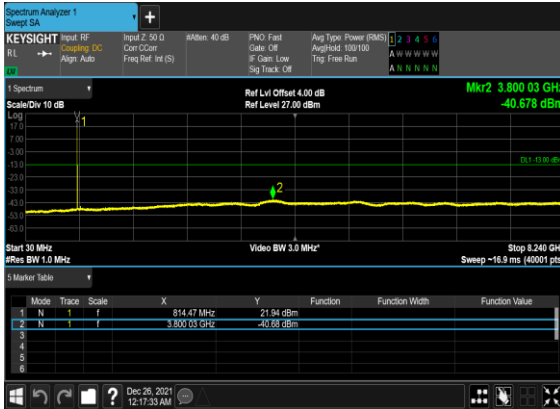 Spectrum Analyzer 1
Swept SA
+
KEYSIGHT Input: RF Input Z: 50 Ω #Atten: 40 dB PNO: Fast Avg Type: Power (RMS) 1 2 3 4 5 6
RL Coupling: DC Corr CCorr Gate: Off Avg|Hold: 100/100 A W W W W W
Align: Auto Freq Ref: Int (S) IF Gain: Low Trig: Free Run
Sig Track: Off A N N N N N
1 Spectrum
Ref Lvl Offset 4.00 dB Mkr2 3.800 03 GHz
Scale/Div 10 dB Ref Level 27.00 dBm -40.678 dBm
Log
17.0
7.00
-3.00
-13.0 DL1 -13.00 dBm
-23.0
-33.0
-43.0
-53.0
-63.0
1
2
Start 30 MHz Video BW 3.0 MHz* Stop 8.240 GH
#Res BW 1.0 MHz Sweep ~16.9 ms (40001 pts
5 Marker Table
Mode Trace Scale X Y Function Function Width Function Value
1 N 1 f 814.47 MHz 21.94 dBm
2 N 1 f 3.800 03 GHz -40.68 dBm
3
4
5
6
? Dec 26, 2021
12:17:33 AM